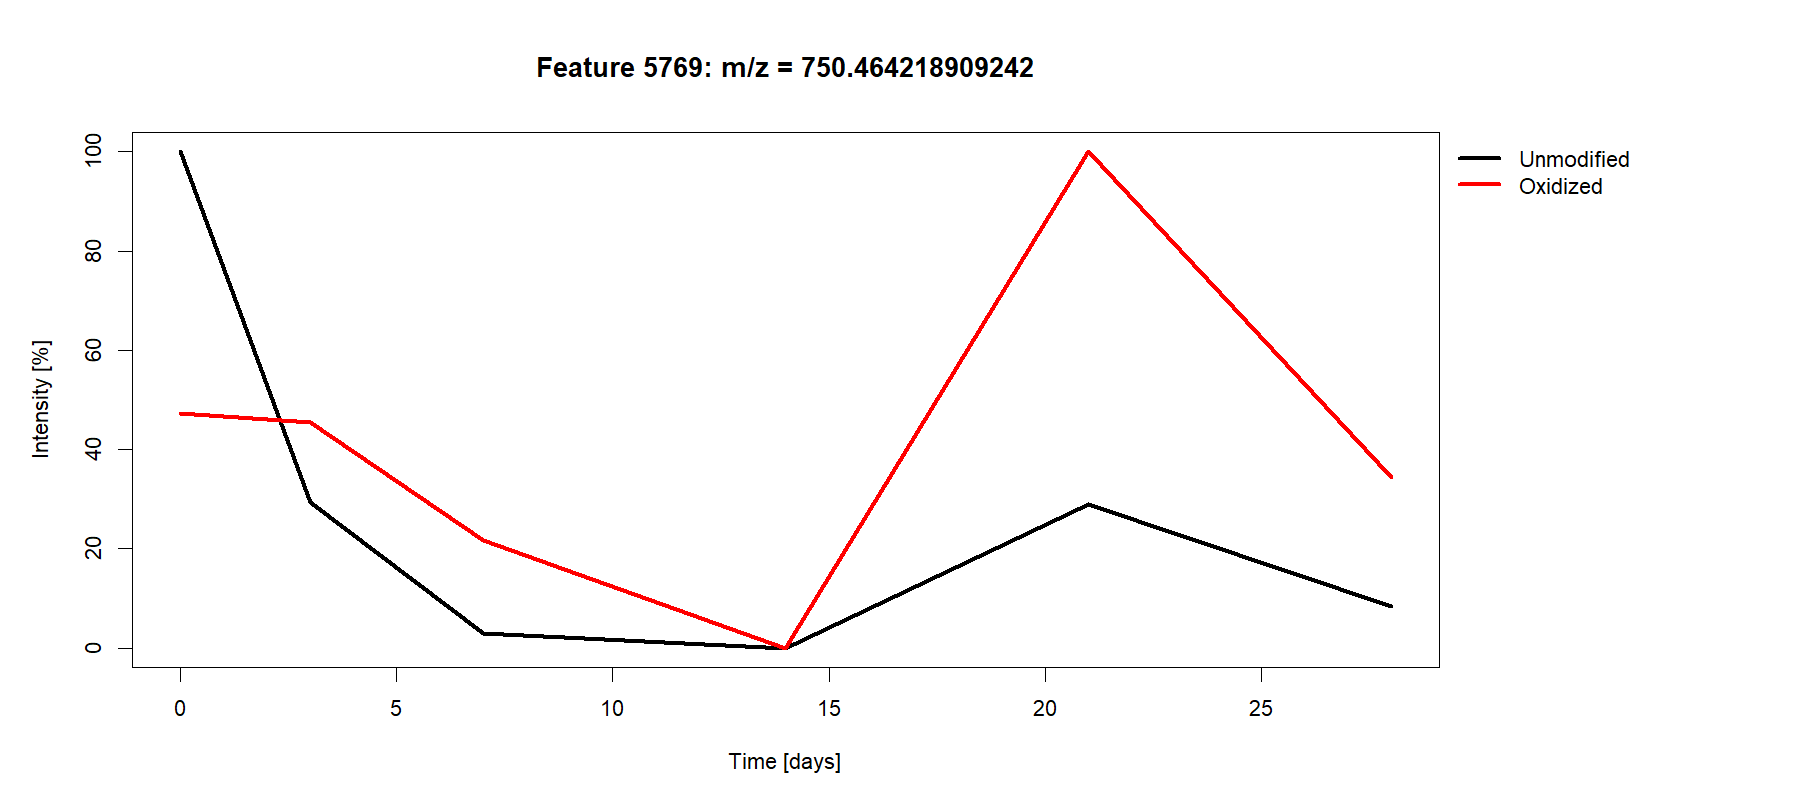 Feature 5769: m/z = 750.464218909242
Unmodified
Oxidized
Intensity [%]
100
80
60
40
20
0
0 5 10 15 20 25
Time [days]